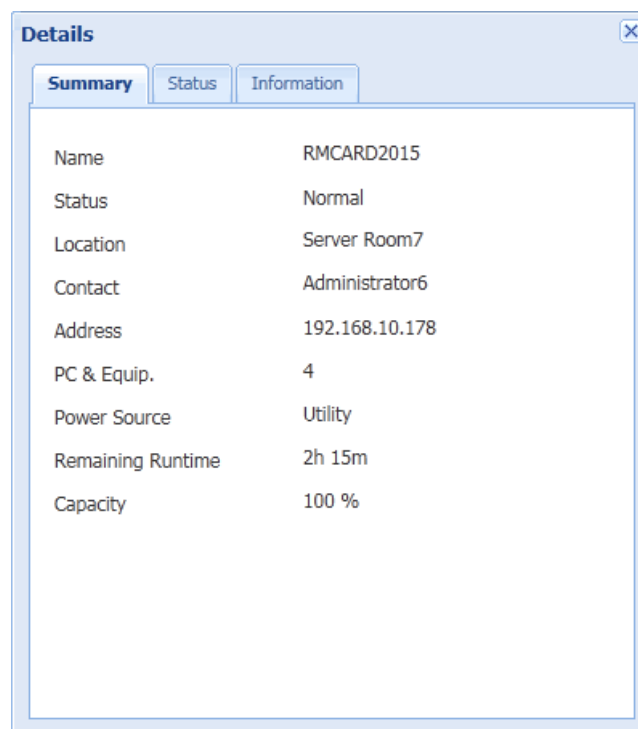 Details
Summary Status Information
Name RMCARD2015
Status Normal
Location Server Room7
Contact Administrator6
Address 192.168.10.178
PC & Equip. 4
Power Source Utility
Remaining Runtime 2h 15m
Capacity 100 %